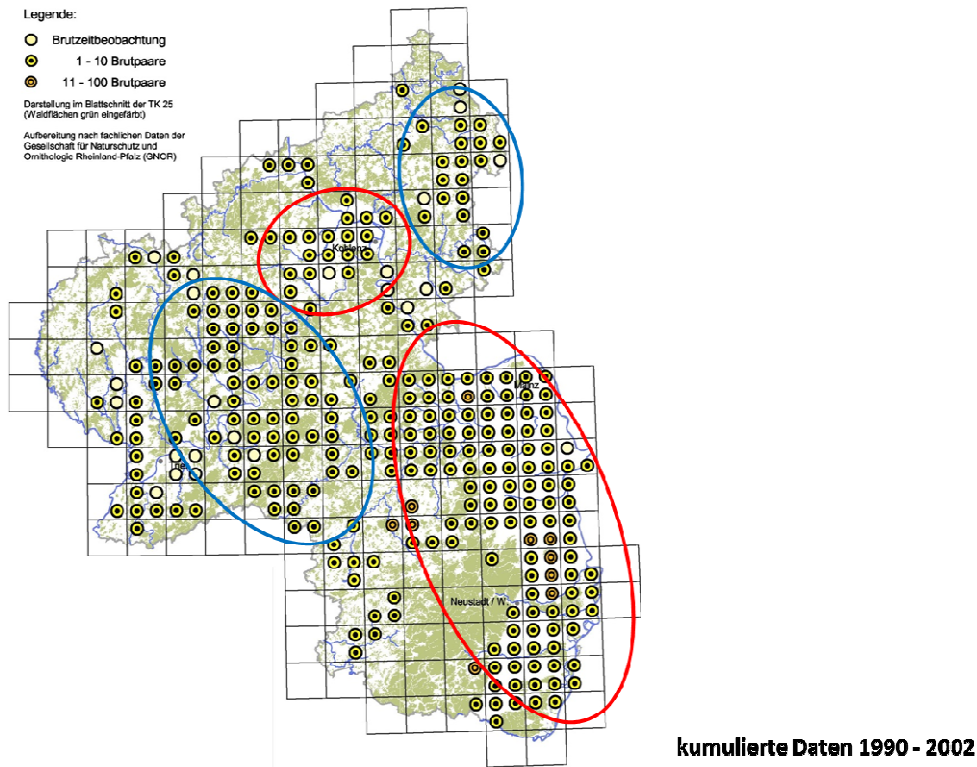 Legende:
Brutzeitbeobachtung
1 - 10 Brutpaare
11 - 100 Brutpaare
Darstellung im Blattschnitt der TK 25
(Waldflächen grün eingefärbt)
Aufbereitung nach fachlichen Daten der
Gesellschaft für Naturschutz und
Ornithologie Rheinland-Pfalz (GNOR)
Koblenz
Mainz
Neustadt / W.
kumulierte Daten 1990 - 2002